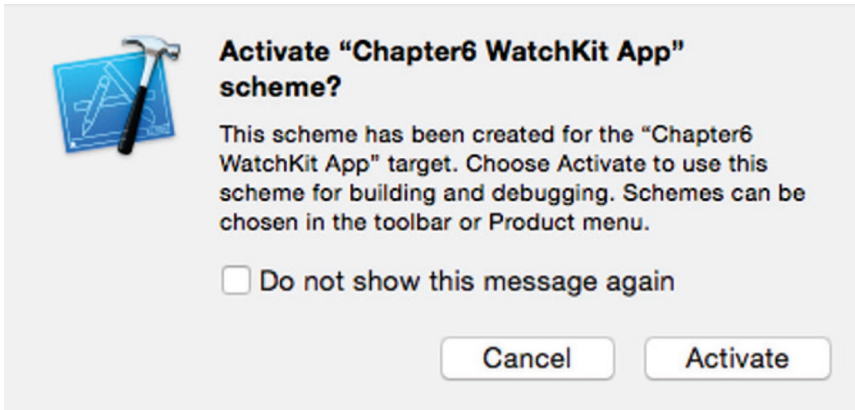 Activate “Chapter6 WatchKit App”
scheme?
This scheme has been created for the “Chapter6
WatchKit App” target. Choose Activate to use this
scheme for building and debugging. Schemes can be
chosen in the toolbar or Product menu.
Do not show this message again
Cancel Activate